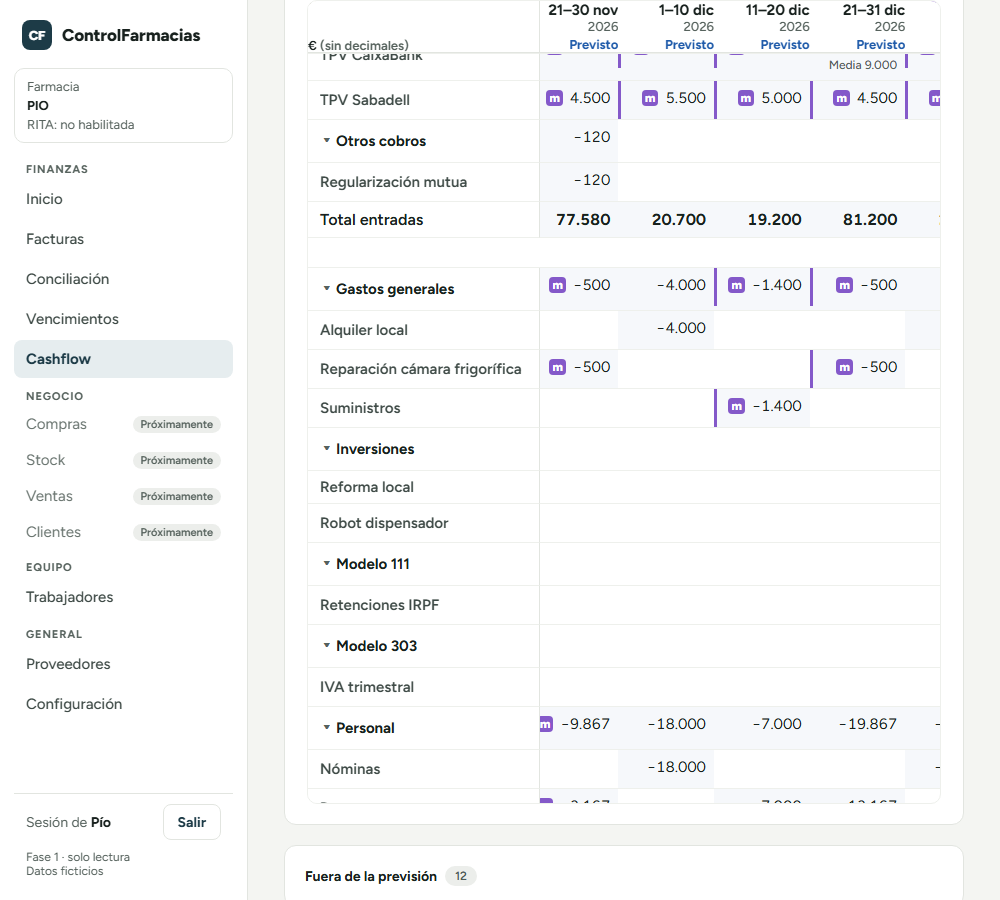 CF ControlFarmacias
Farmacia
PIO
RITA: no habilitada
FINANZAS
Inicio
Facturas
Conciliación
Vencimientos
Cashflow
NEGOCIO
Compras Próximamente
Stock Próximamente
Ventas Próximamente
Clientes Próximamente
EQUIPO
Trabajadores
GENERAL
Proveedores
Configuración
Sesión de Pío Salir
Fase 1 · solo lectura
Datos ficticios
21–30 nov 1–10 dic 11–20 dic 21–31 dic
2026 2026 2026 2026
€ (sin decimales) Previsto Previsto Previsto Previsto
TPV CaixaBank Media 9.000
TPV Sabadell m 4.500 m 5.500 m 5.000 m 4.500 m
Otros cobros −120
Regularización mutua −120
Total entradas 77.580 20.700 19.200 81.200
Gastos generales m −500 −4.000 m −1.400 m −500
Alquiler local −4.000
Reparación cámara frigorífica m −500 m −500
Suministros m −1.400
Inversiones
Reforma local
Robot dispensador
Modelo 111
Retenciones IRPF
Modelo 303
IVA trimestral
Personal m −9.867 −18.000 −7.000 −19.867 −
Nóminas −18.000 −
Fuera de la previsión 12